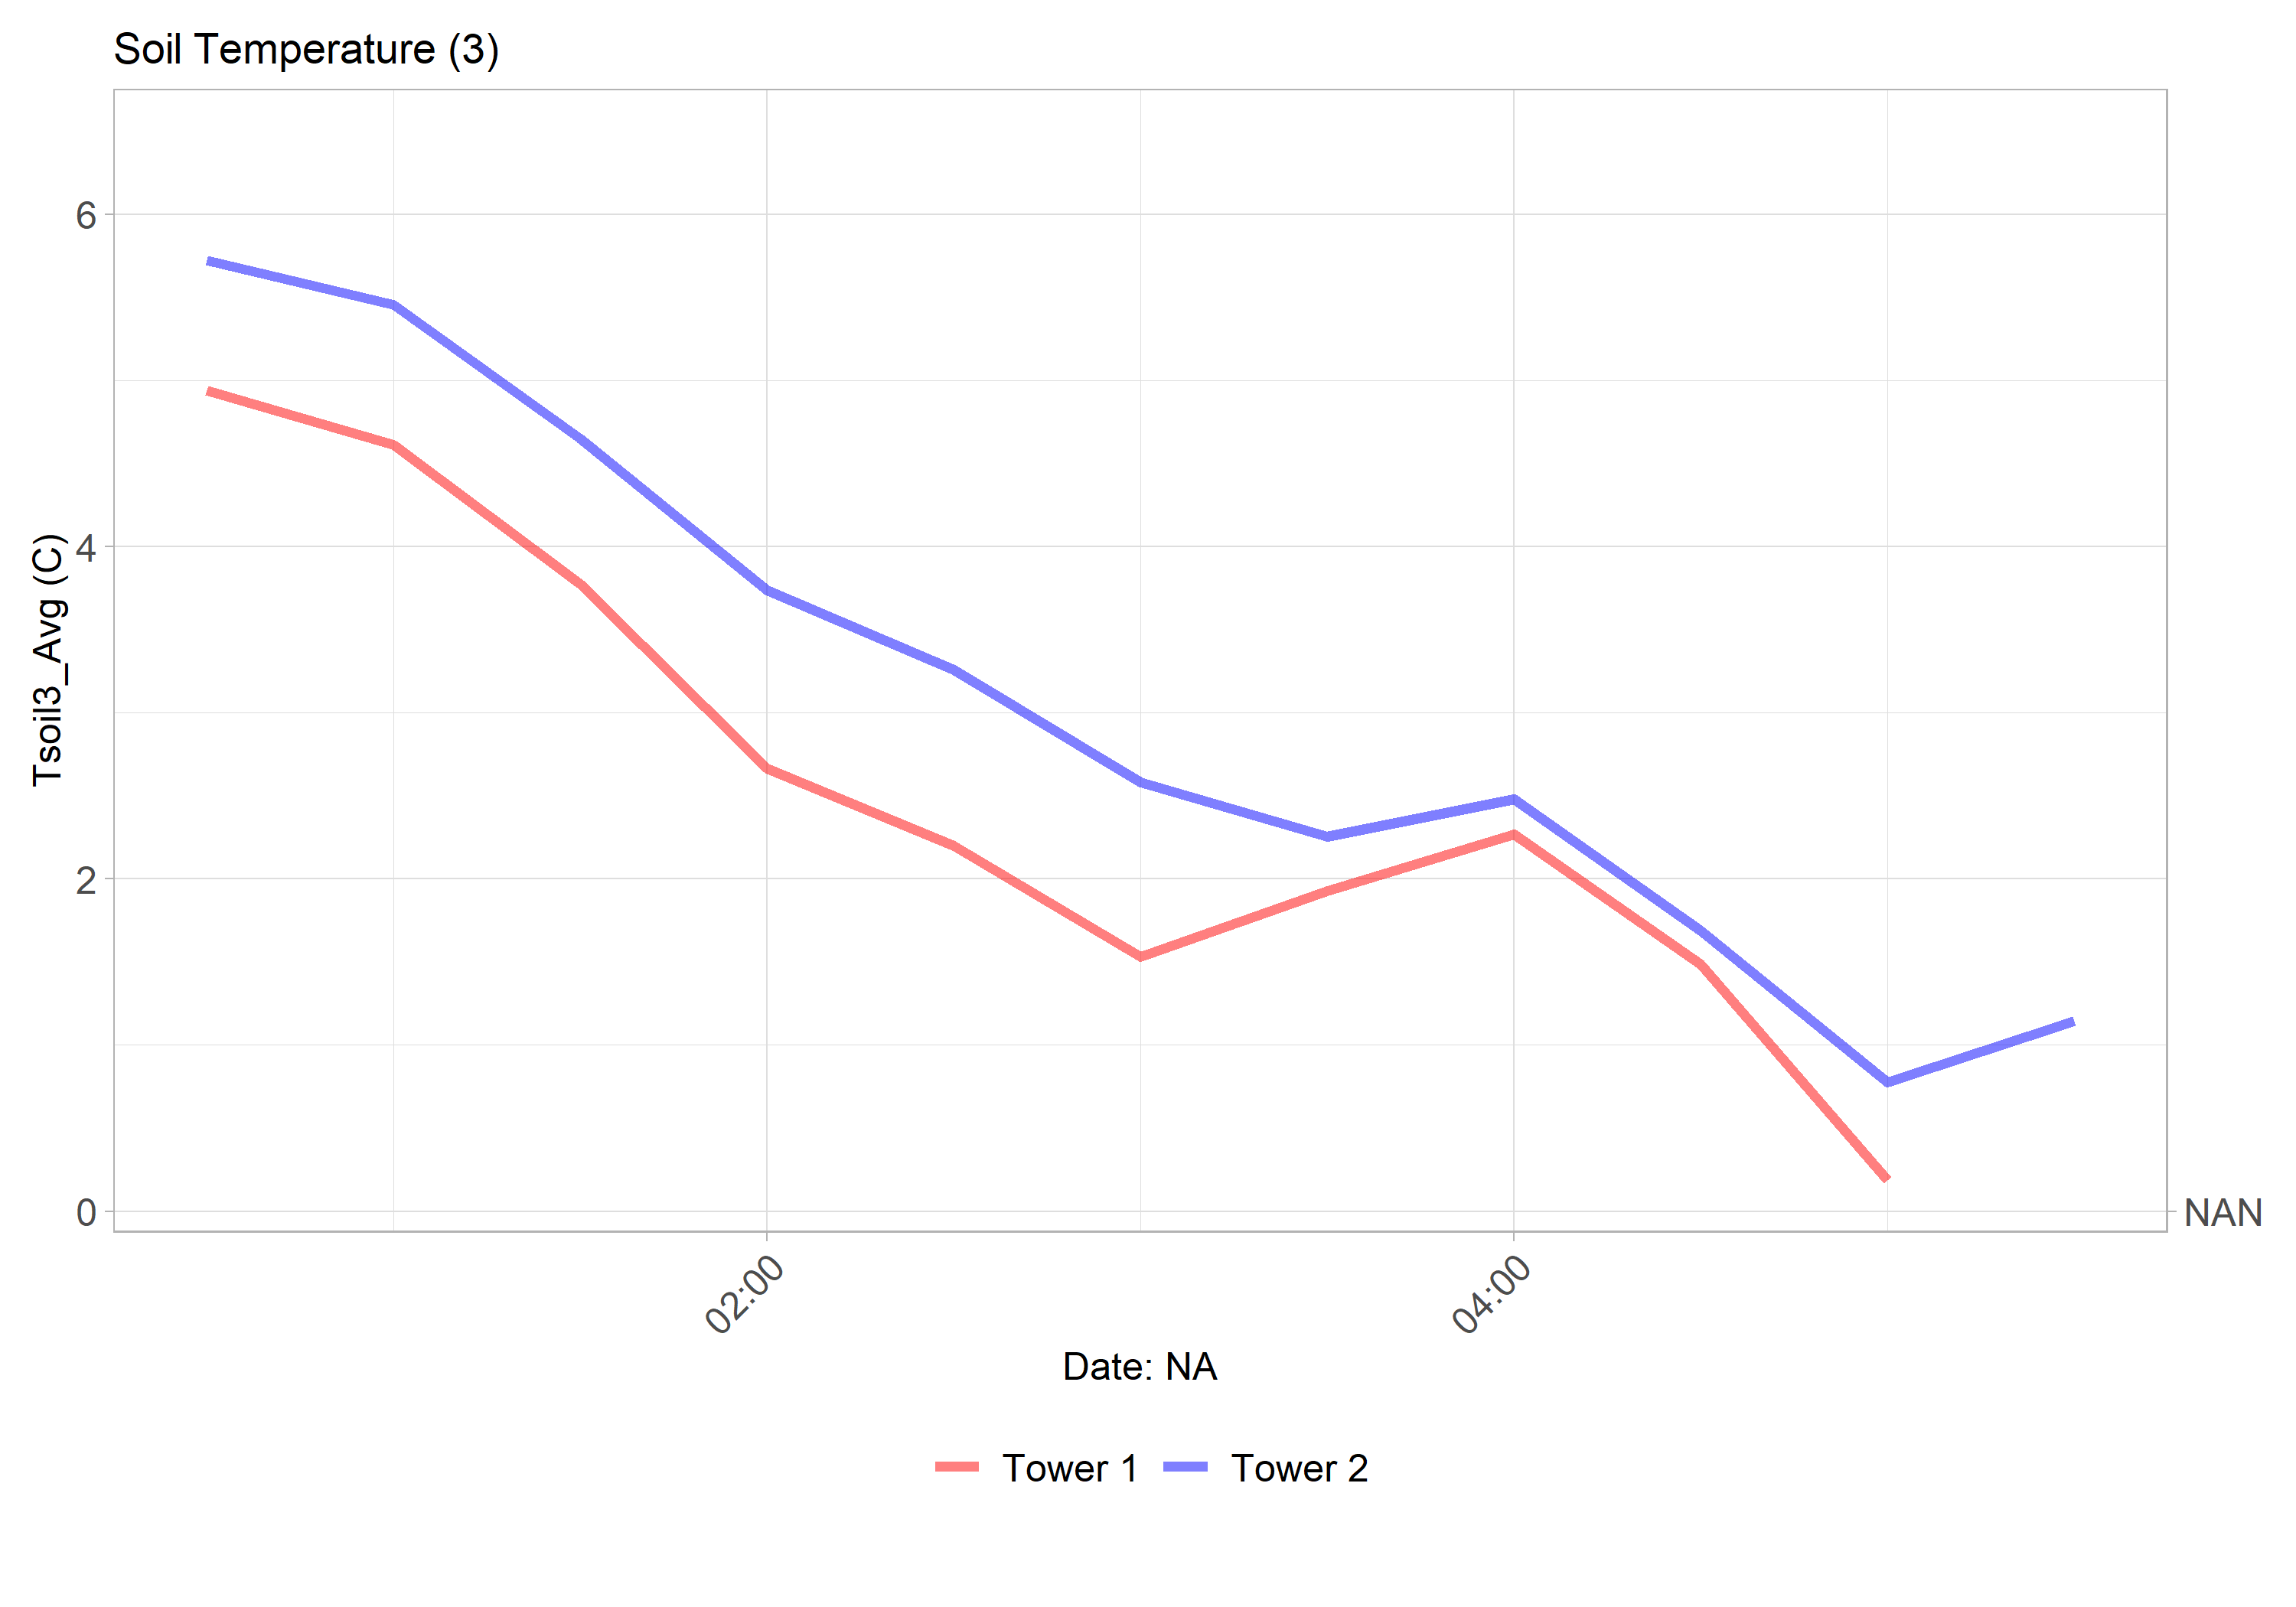 Soil Temperature (3)
Tsoil3_Avg (C)
6
4
2
0
NAN
02:00
04:00
Date: NA
Tower 1
Tower 2